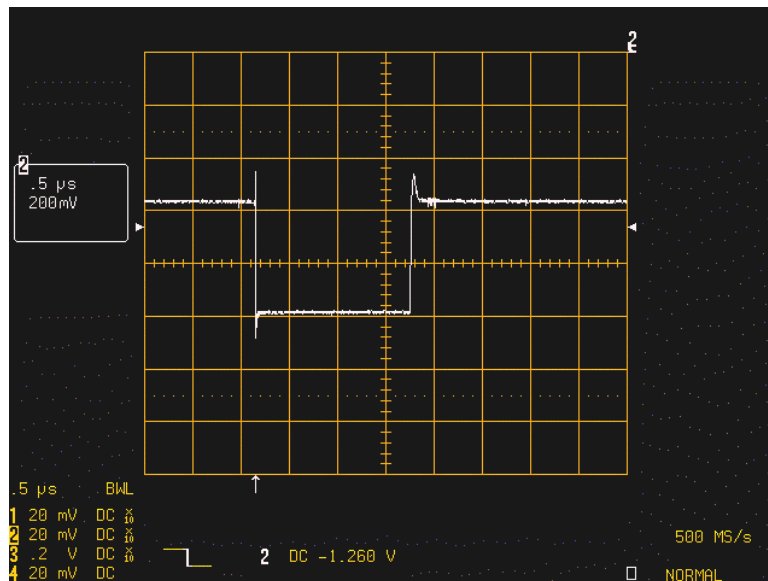 2
E
2
.5 µs
200mV
.5 µs BWL
1 20 mV DC X10
2 20 mV DC X10
3 .2 V DC X10
4 20 mV DC
2 DC -1.260 V
500 MS/s
NORMAL